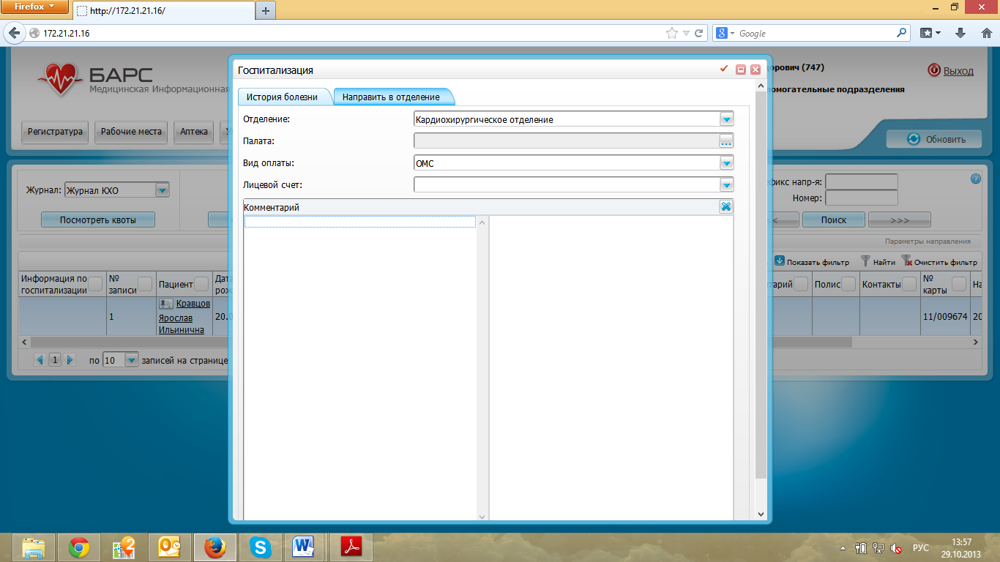 Firefox
http://172.21.21.16/
172.21.21.16
Google
БАРС
Медицинская Информационная
орович (747)
Выход
помогательные подразделения
Регистратура
Рабочие места
Аптека
Обновить
Госпитализация
История болезни
Направить в отделение
Отделение:
Кардиохирургическое отделение
Палата:
...
Вид оплаты:
ОМС
Лицевой счет:
Комментарий
Журнал:
Журнал КХО
Посмотреть квоты
фикс напр-я:
Номер:
<
Поиск
>>>
Параметры направления
Показать фильтр
Найти
Очистить фильтр
Информация по
госпитализации
№
записи
Пациент
Дат
рож
тарий
Полис
Контакты
№
карты
На
1
Кравцов
Ярослав
Ильинична
20.0
11/009674
20
1
по
10
записей на странице
РУС
13:57
29.10.2013